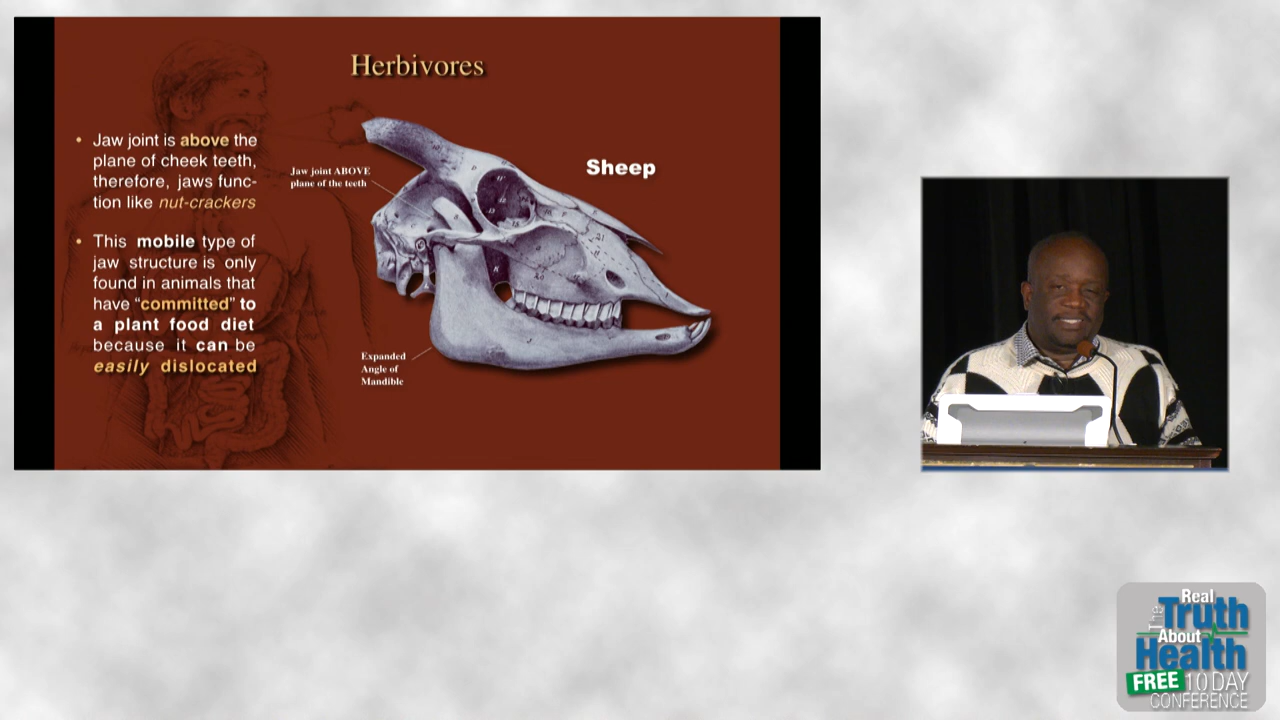 Herbivores
• Jaw joint is above the
plane of cheek teeth,
therefore, jaws func-
tion like nut-crackers
• This mobile type of
jaw structure is only
found in animals that
have “committed” to
a plant food diet
because it can be
easily dislocated
Jaw joint ABOVE
plane of the teeth
Sheep
Expanded
Angle of
Mandible
The Real
Truth
About
Health
FREE 10 DAY
CONFERENCE